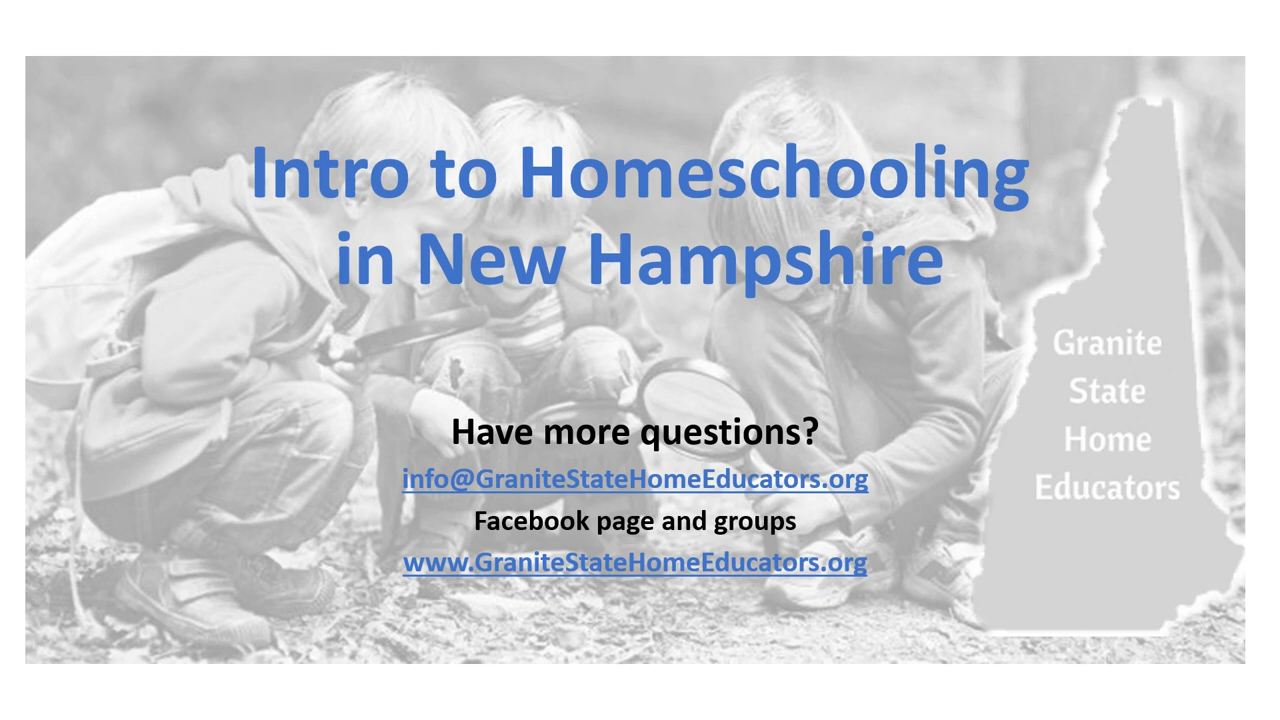 Intro to Homeschooling
in New Hampshire
Granite
State
Home
Educators
Have more questions?
info@GraniteStateHomeEducators.org
Facebook page and groups
www.GraniteStateHomeEducators.org